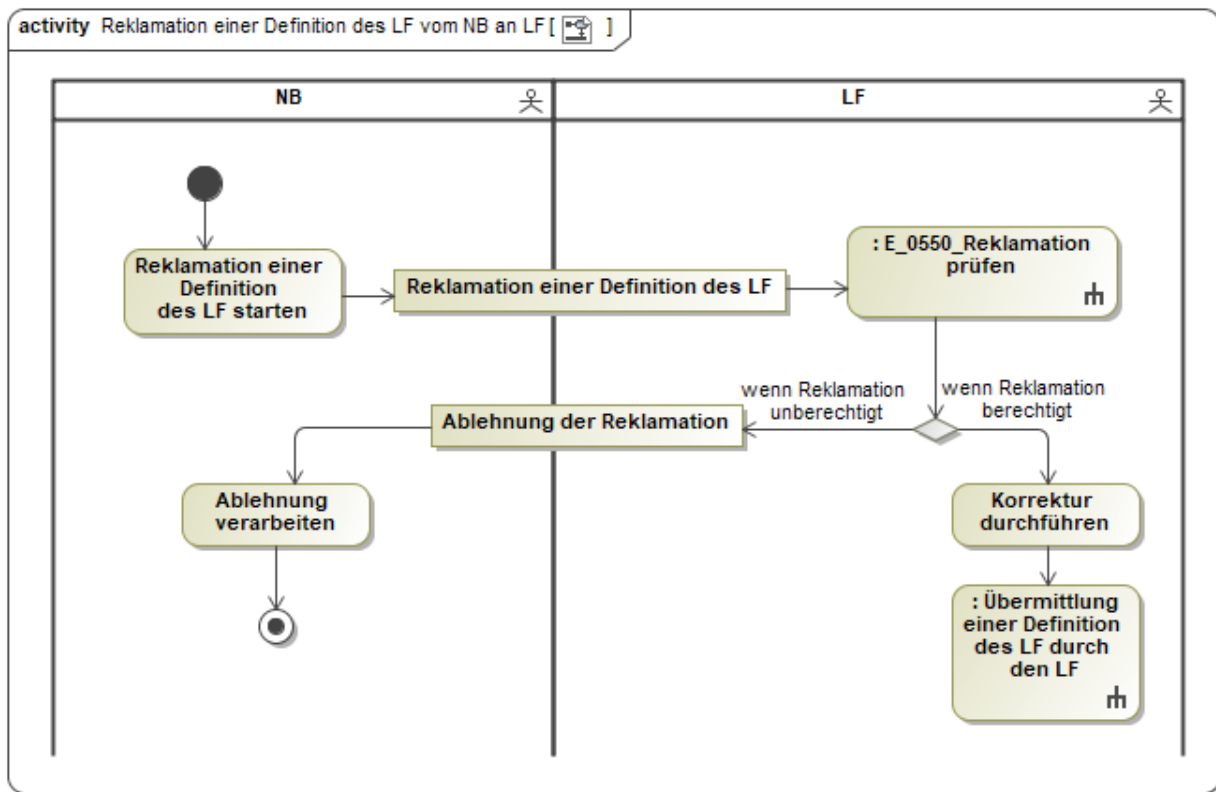 activity Reklamation einer Definition des LF vom NB an LF [ ]
NB
LF
Reklamation einer
Definition
des LF starten
Reklamation einer Definition des LF
: E_0550_Reklamation
prüfen
wenn Reklamation
unberechtigt
wenn Reklamation
berechtigt
Ablehnung der Reklamation
Ablehnung
verarbeiten
Korrektur
durchführen
: Übermittlung
einer Definition
des LF durch
den LF